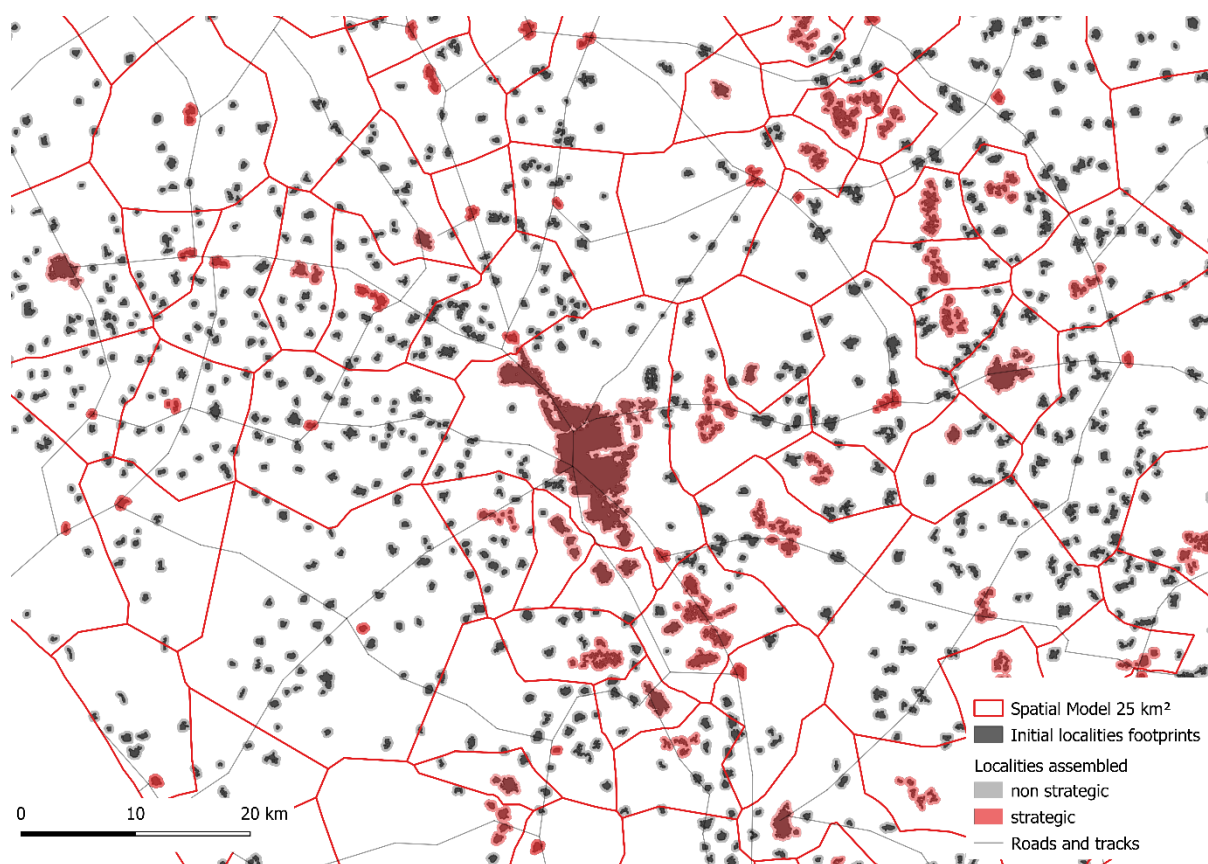 Spatial Model 25 km²
Initial localities footprints
Localities assembled
non strategic
strategic
Roads and tracks
0 10 20 km